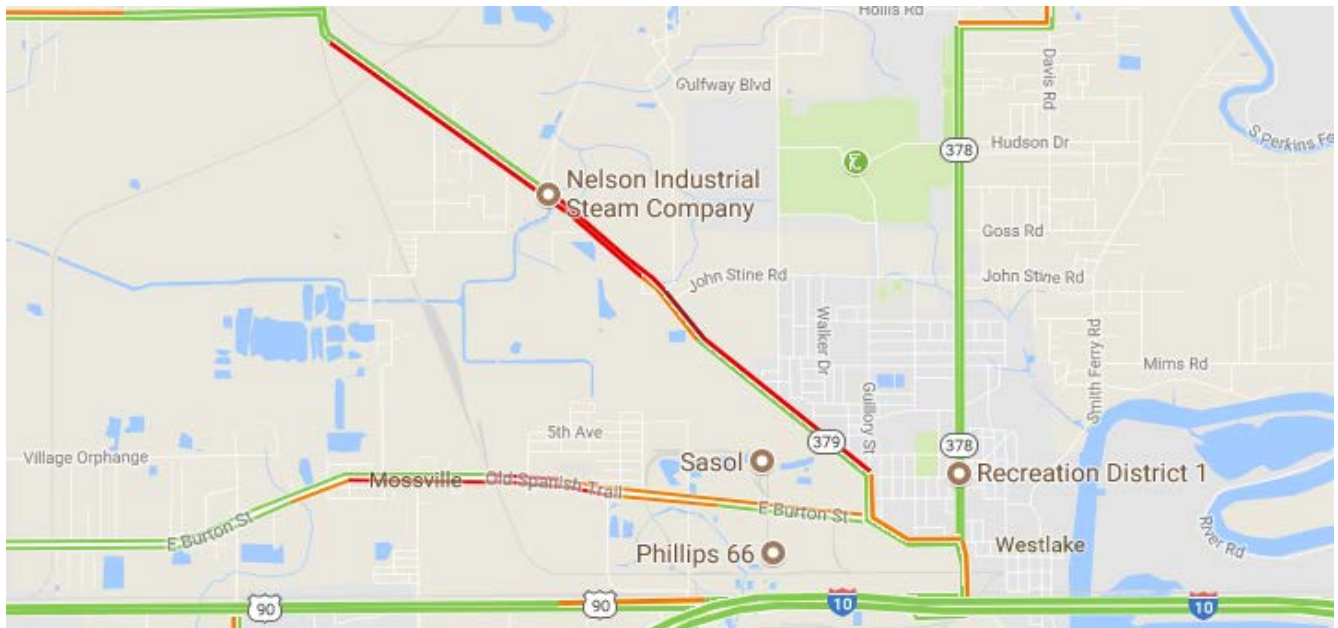 Hollis Rd
Gulfway Blvd
Davis Rd
S Perkins Fe
378
Hudson Dr
Nelson Industrial
Steam Company
Goss Rd
John Stine Rd
John Stine Rd
Walker Dr
Smith Ferry Rd
Mims Rd
Guillory St
5th Ave
379
378
Village Orphange
Sasol
Recreation District 1
Mossville
Old Spanish Trail
E Burton St
E Burton St
River Rd
Phillips 66
Westlake
90
90
10
10